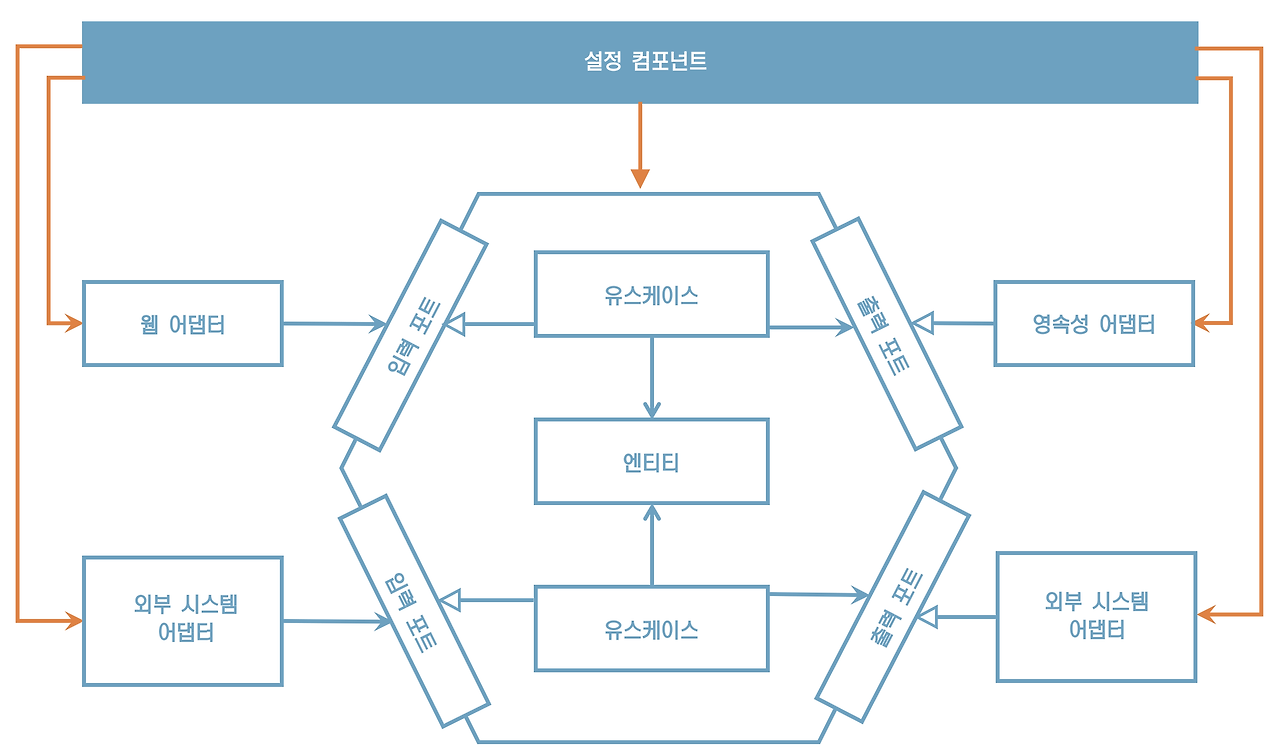 설정 컴포넌트
웹 어댑터
입력 포트
유스케이스
출력 포트
영속성 어댑터
엔티티
외부 시스템
어댑터
입력 포트
유스케이스
출력 포트
외부 시스템
어댑터